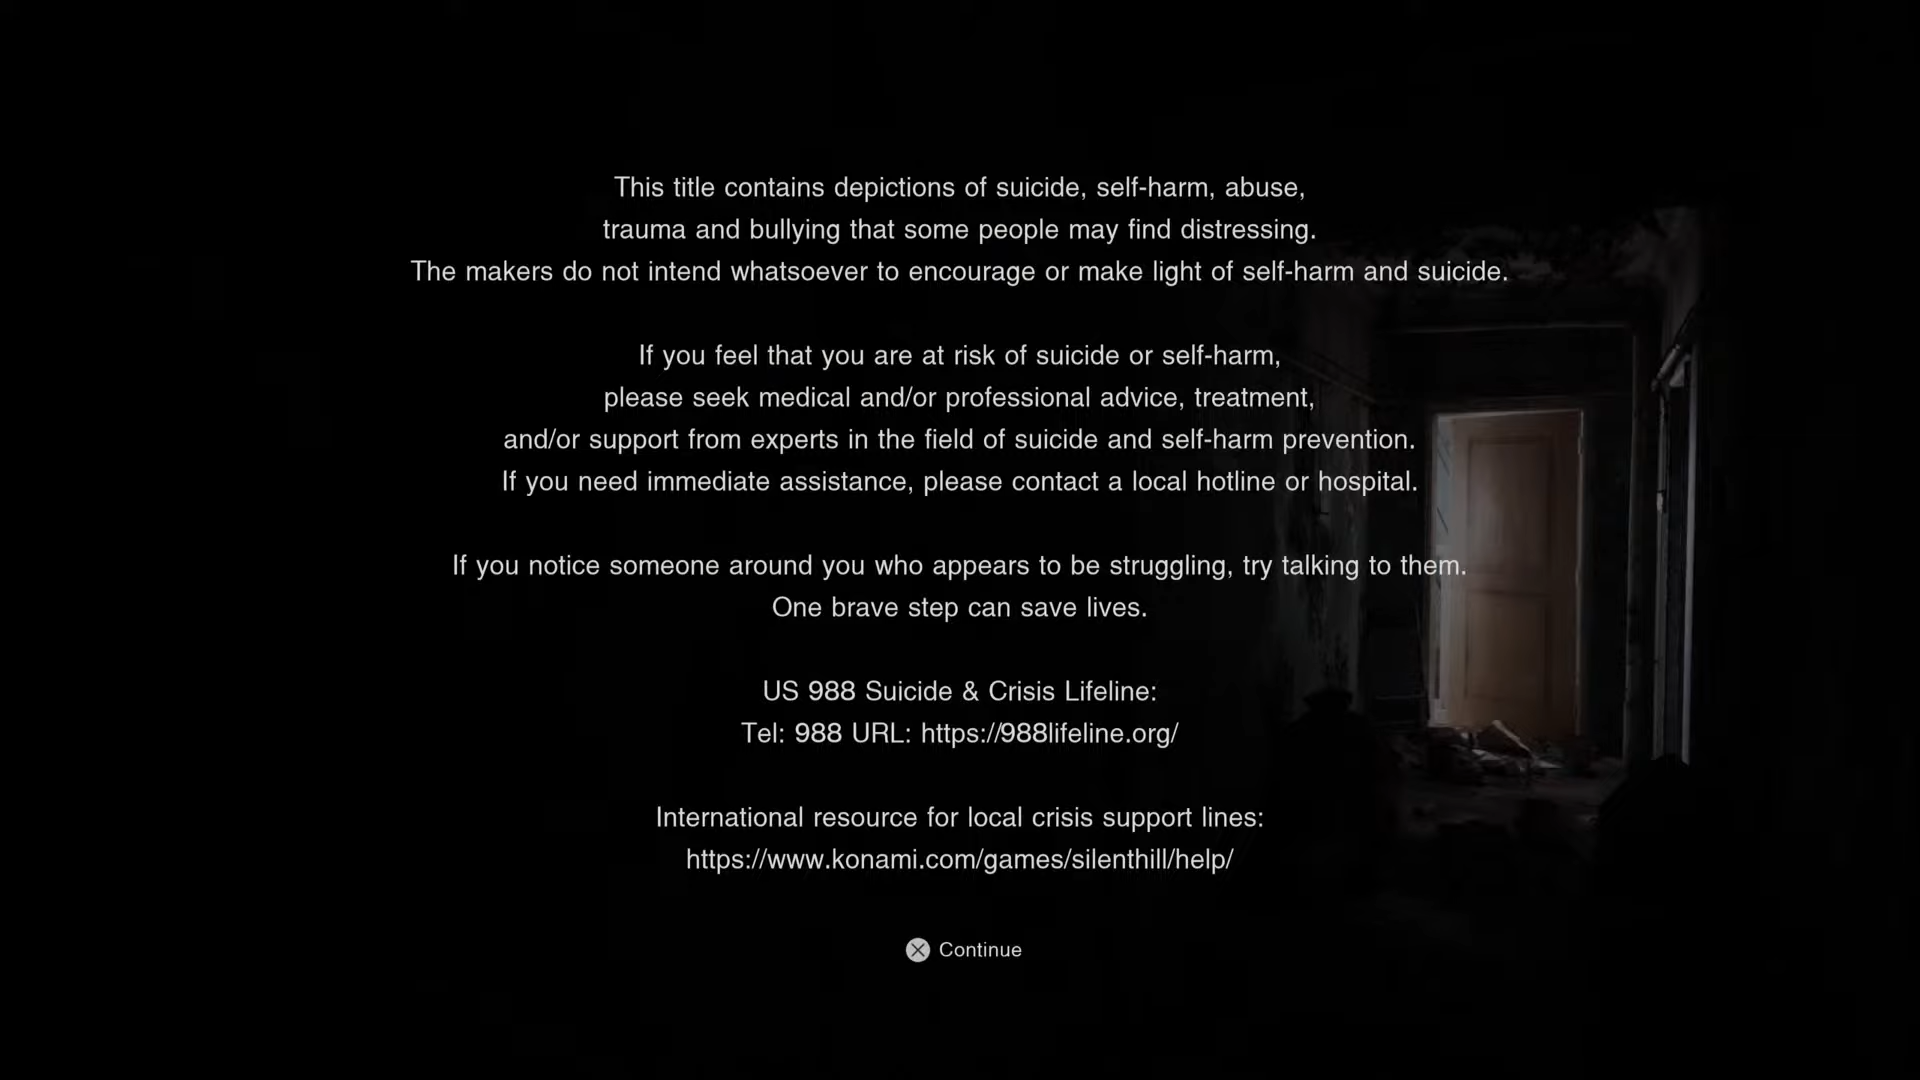 This title contains depictions of suicide, self-harm, abuse,
trauma and bullying that some people may find distressing.
The makers do not intend whatsoever to encourage or make light of self-harm and suicide.
If you feel that you are at risk of suicide or self-harm,
please seek medical and/or professional advice, treatment,
and/or support from experts in the field of suicide and self-harm prevention.
If you need immediate assistance, please contact a local hotline or hospital.
If you notice someone around you who appears to be struggling, try talking to them.
One brave step can save lives.
US 988 Suicide & Crisis Lifeline:
Tel: 988 URL: https://988lifeline.org/
International resource for local crisis support lines:
https://www.konami.com/games/silenthill/help/
Continue